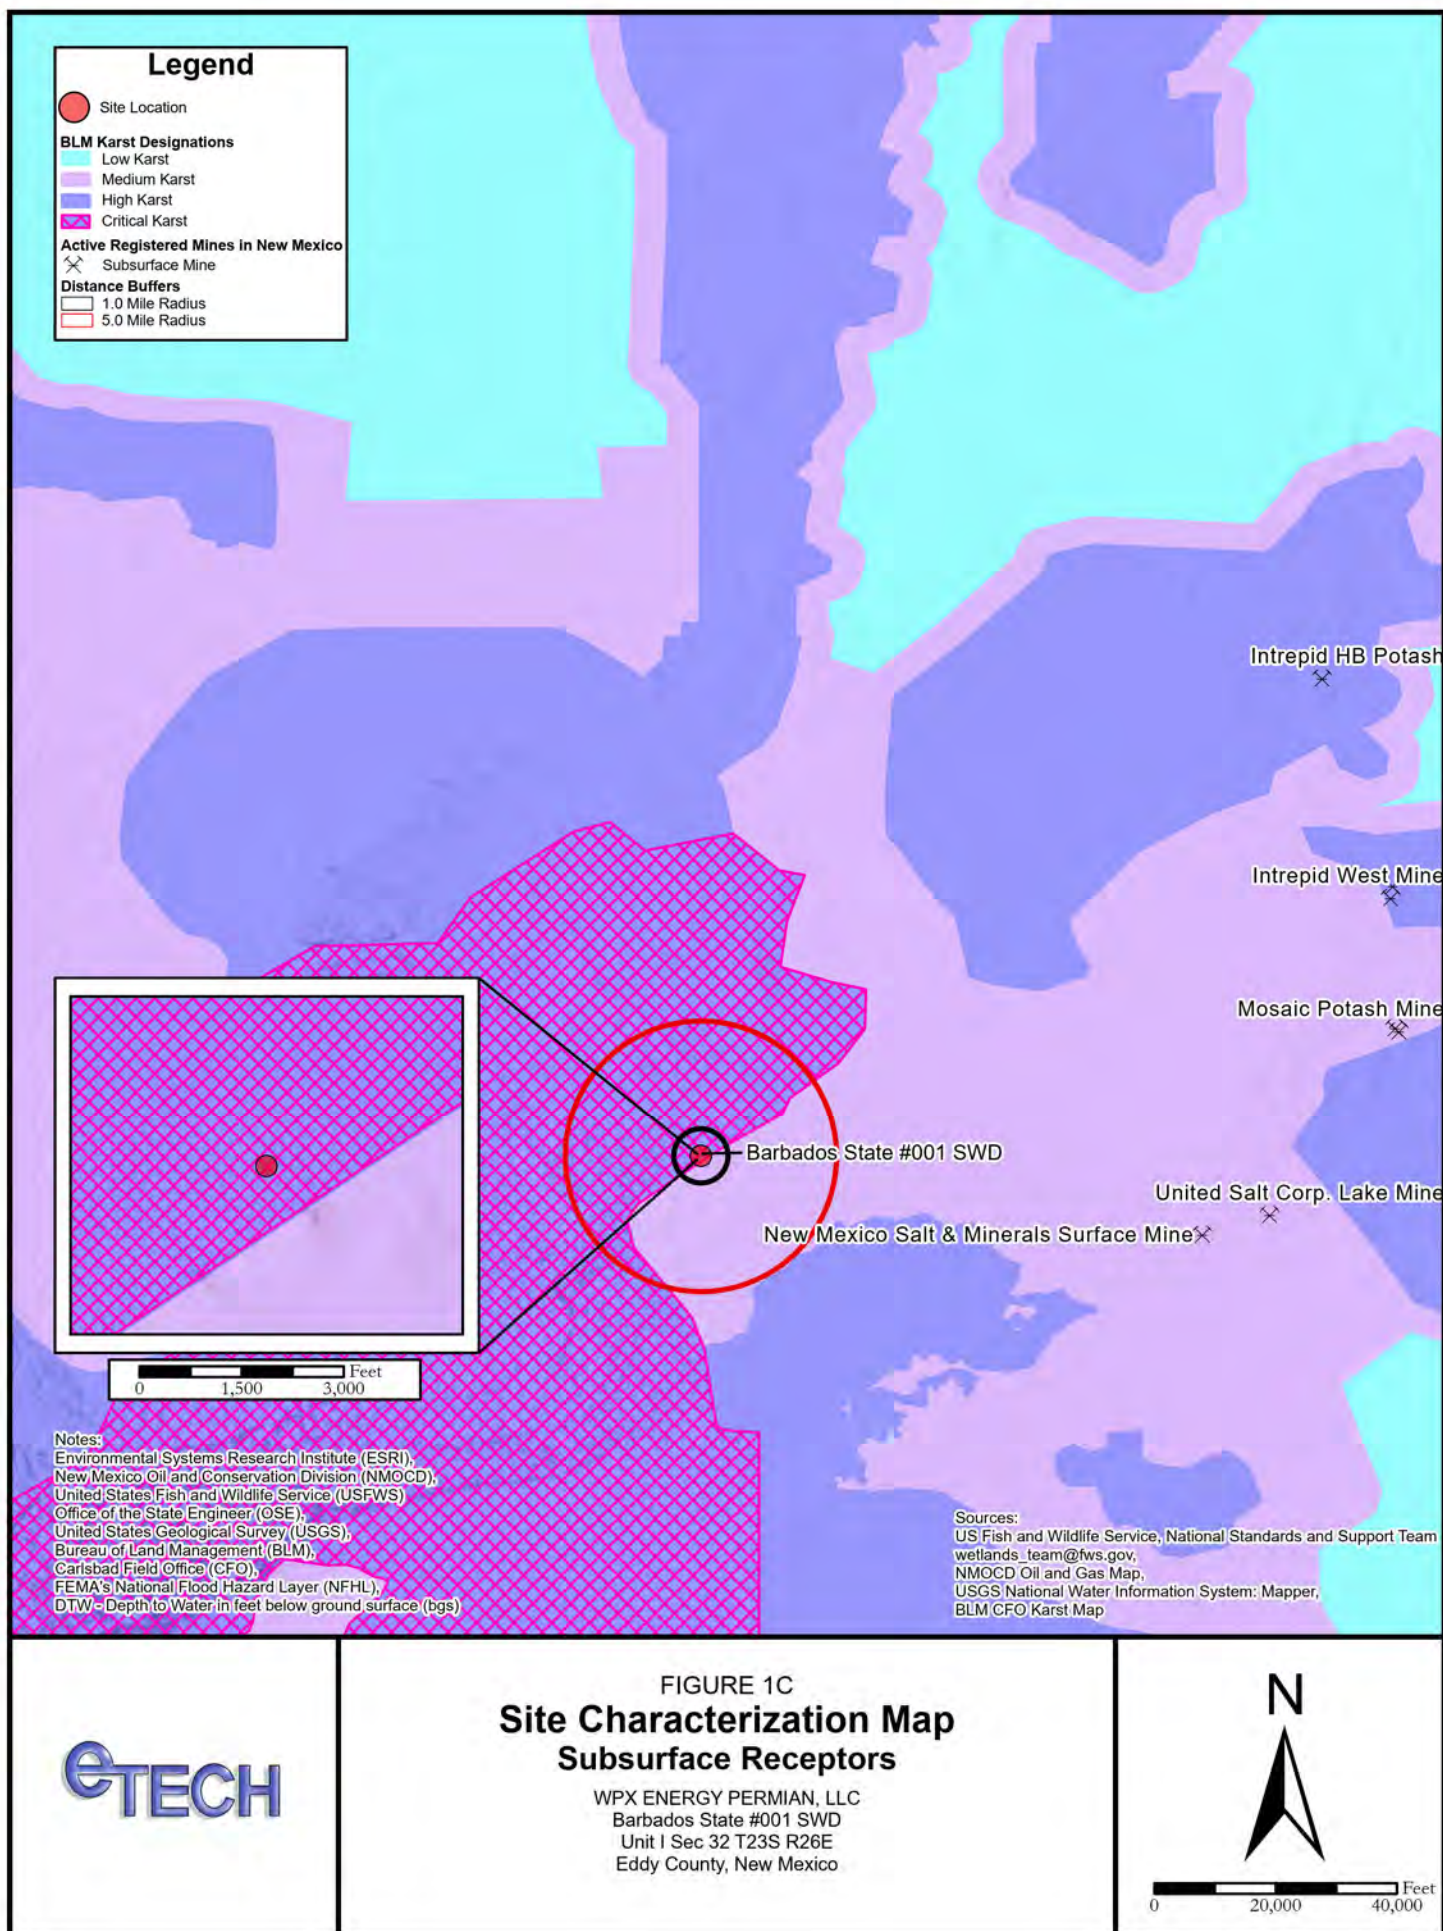 Legend
Site Location
BLM Karst Designations
Low Karst
Medium Karst
High Karst
Critical Karst
Active Registered Mines in New Mexico
Subsurface Mine
Distance Buffers
1.0 Mile Radius
5.0 Mile Radius
Intrepid HB Potash
Intrepid West Mine
Mosaic Potash Mine
Barbados State #001 SWD
United Salt Corp. Lake Mine
New Mexico Salt & Minerals Surface Mine
Feet
0 1,500 3,000
Notes:
Environmental Systems Research Institute (ESRI),
New Mexico Oil and Conservation Division (NMOCD),
United States Fish and Wildlife Service (USFWS)
Office of the State Engineer (OSE),
United States Geological Survey (USGS),
Bureau of Land Management (BLM),
Carlsbad Field Office (CFO),
FEMA's National Flood Hazard Layer (NFHL),
DTW - Depth to Water in feet below ground surface (bgs)
Sources:
US Fish and Wildlife Service, National Standards and Support Team
wetlands_team@fws.gov,
NMOCD Oil and Gas Map,
USGS National Water Information System: Mapper,
BLM CFO Karst Map
eTECH
FIGURE 1C
Site Characterization Map
Subsurface Receptors
WPX ENERGY PERMIAN, LLC
Barbados State #001 SWD
Unit I Sec 32 T23S R26E
Eddy County, New Mexico
N
Feet
0 20,000 40,000